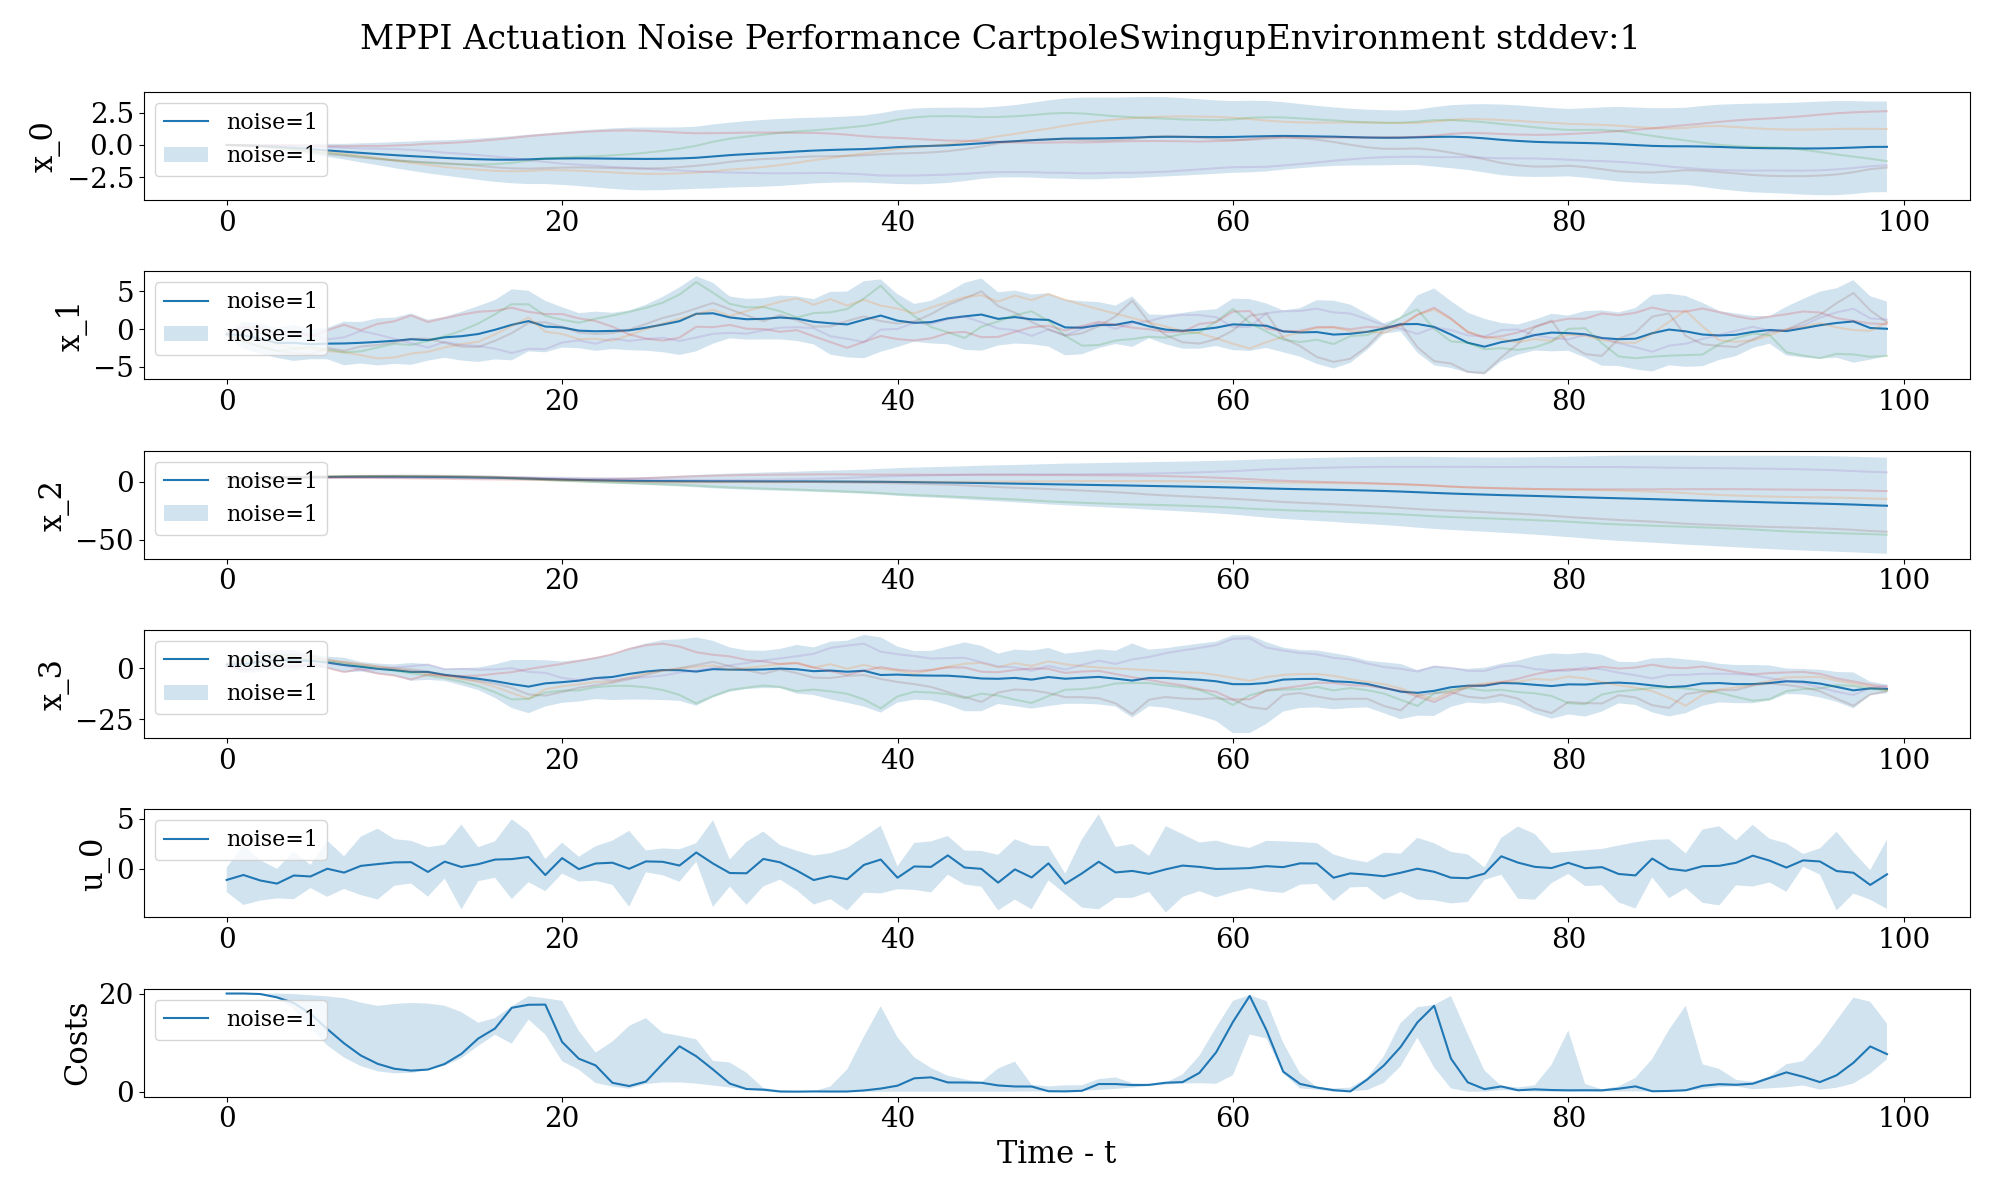 MPPI Actuation Noise Performance CartpoleSwingupEnvironment stddev:1
x_0
2.5
0.0
−2.5
noise=1
noise=1
0 20 40 60 80 100
x_1
5
0
−5
noise=1
noise=1
0 20 40 60 80 100
x_2
0
−50
noise=1
noise=1
0 20 40 60 80 100
x_3
0
−25
noise=1
noise=1
0 20 40 60 80 100
u_0
5
0
noise=1
0 20 40 60 80 100
Costs
20
0
noise=1
0 20 40 60 80 100
Time - t